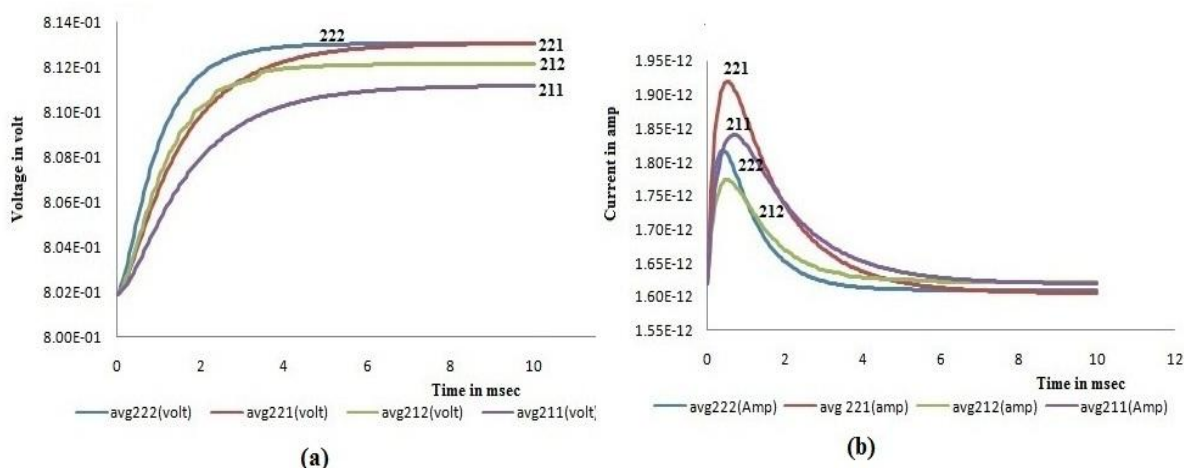 8.14E-01
8.12E-01
8.10E-01
8.08E-01
8.06E-01
8.04E-01
8.02E-01
8.00E-01
Voltage in volt
222
221
212
211
0 2 4 6 8 10
Time in msec
avg222(volt) avg221(volt) avg212(volt) avg211(volt)
(a)
1.95E-12
1.90E-12
1.85E-12
1.80E-12
1.75E-12
1.70E-12
1.65E-12
1.60E-12
1.55E-12
Current in amp
221
211
222
212
0 2 4 6 8 10 12
Time in msec
avg222(Amp) avg 221(amp) avg212(amp) avg211(Amp)
(b)